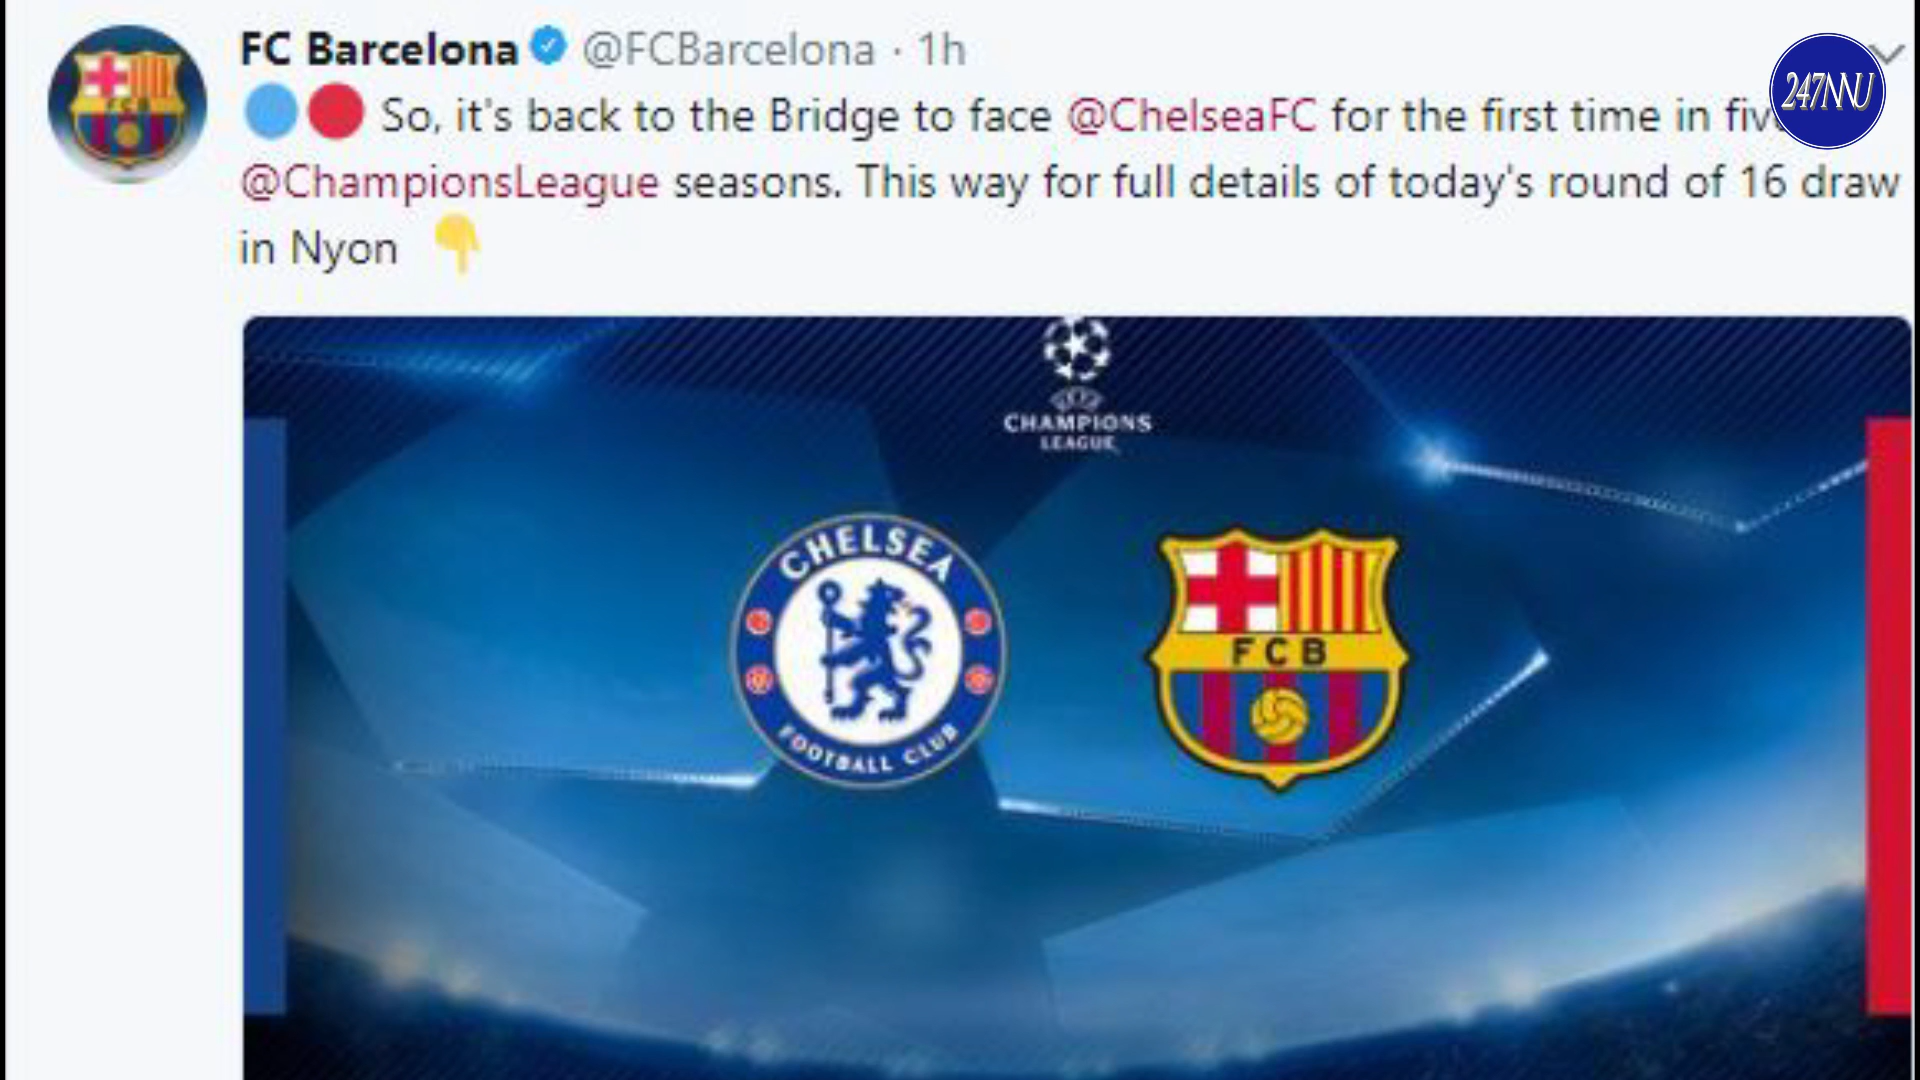 FC Barcelona @FCBarcelona · 1h
247NNU
So, it's back to the Bridge to face @ChelseaFC for the first time in five
@ChampionsLeague seasons. This way for full details of today's round of 16 draw
in Nyon
UEFA
CHAMPIONS
LEAGUE
CHELSEA
FOOTBALL CLUB
FCB
FCB